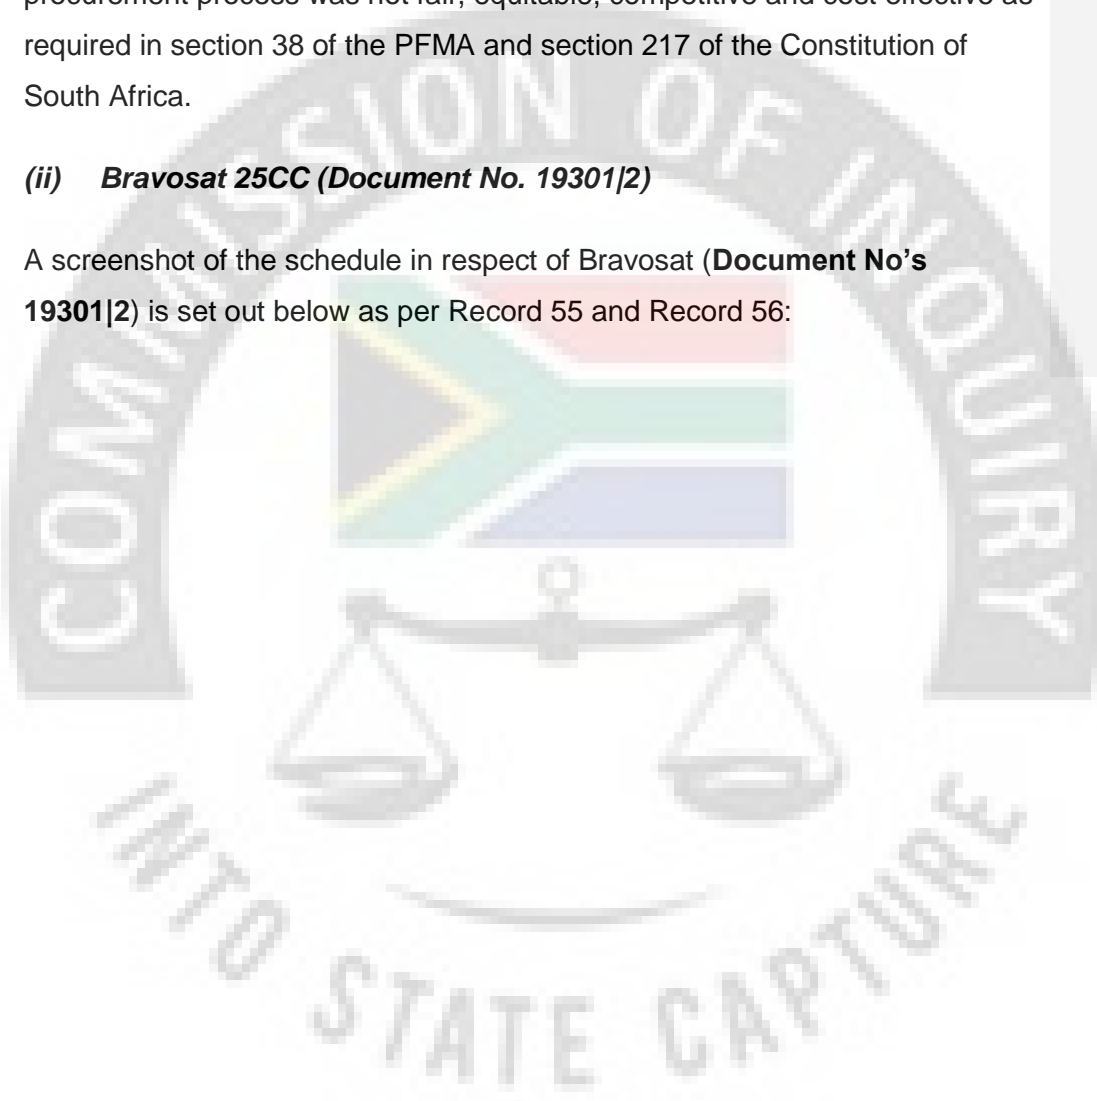 procurement process was not fair, equitable, competitive and cost effective as
required in section 38 of the PFMA and section 217 of the Constitution of
South Africa.
(ii) Bravosat 25CC (Document No. 19301|2)
A screenshot of the schedule in respect of Bravosat (Document No's
19301|2) is set out below as per Record 55 and Record 56:
COMMISSION OF INQUIRY
INTO STATE CAPTURE